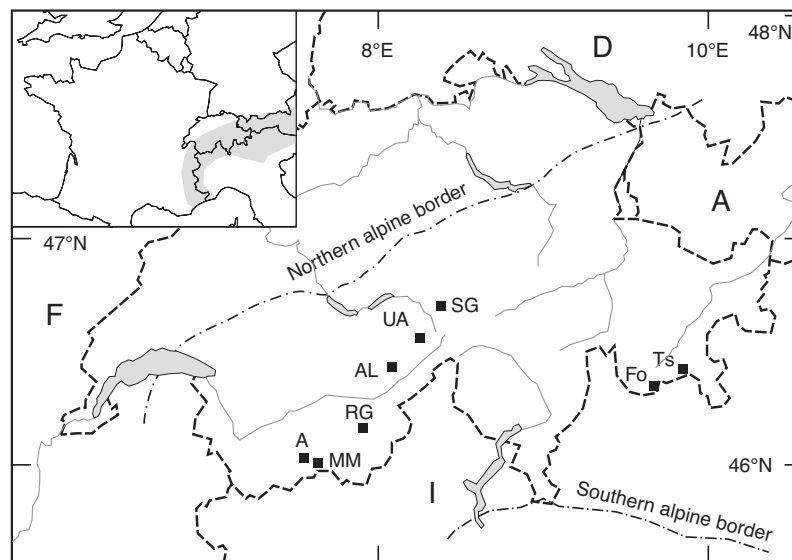 8°E
D
10°E
48°N
A
Northern alpine border
47°N
F
SG
UA
AL
Fo
Ts
RG
A
MM
46°N
I
Southern alpine border